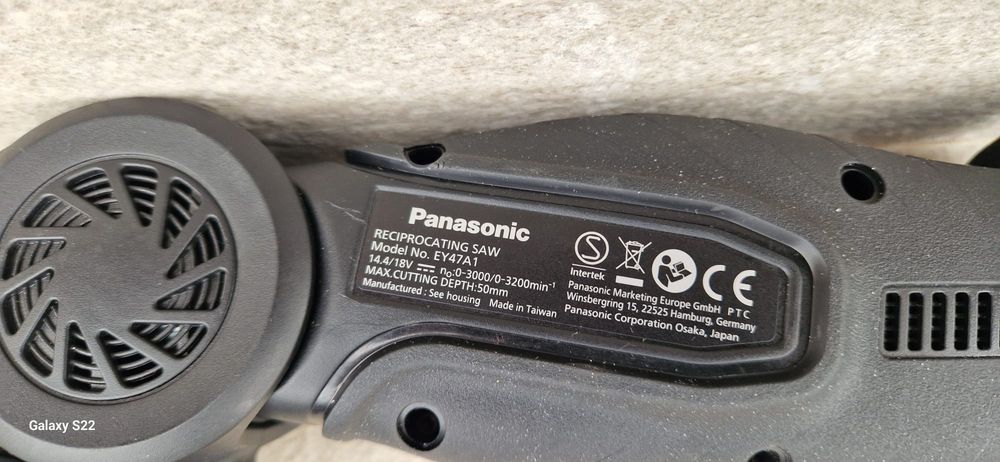 Panasonic
RECIPROCATING SAW
Model No. EY47A1
14.4/18V ⎓ n₀:0-3000/0-3200min⁻¹
MAX.CUTTING DEPTH:50mm
Manufactured : See housing Made in Taiwan
S
Intertek
CE
Panasonic Marketing Europe GmbH PTC
Winsbergring 15, 22525 Hamburg, Germany
Panasonic Corporation Osaka, Japan
Galaxy S22